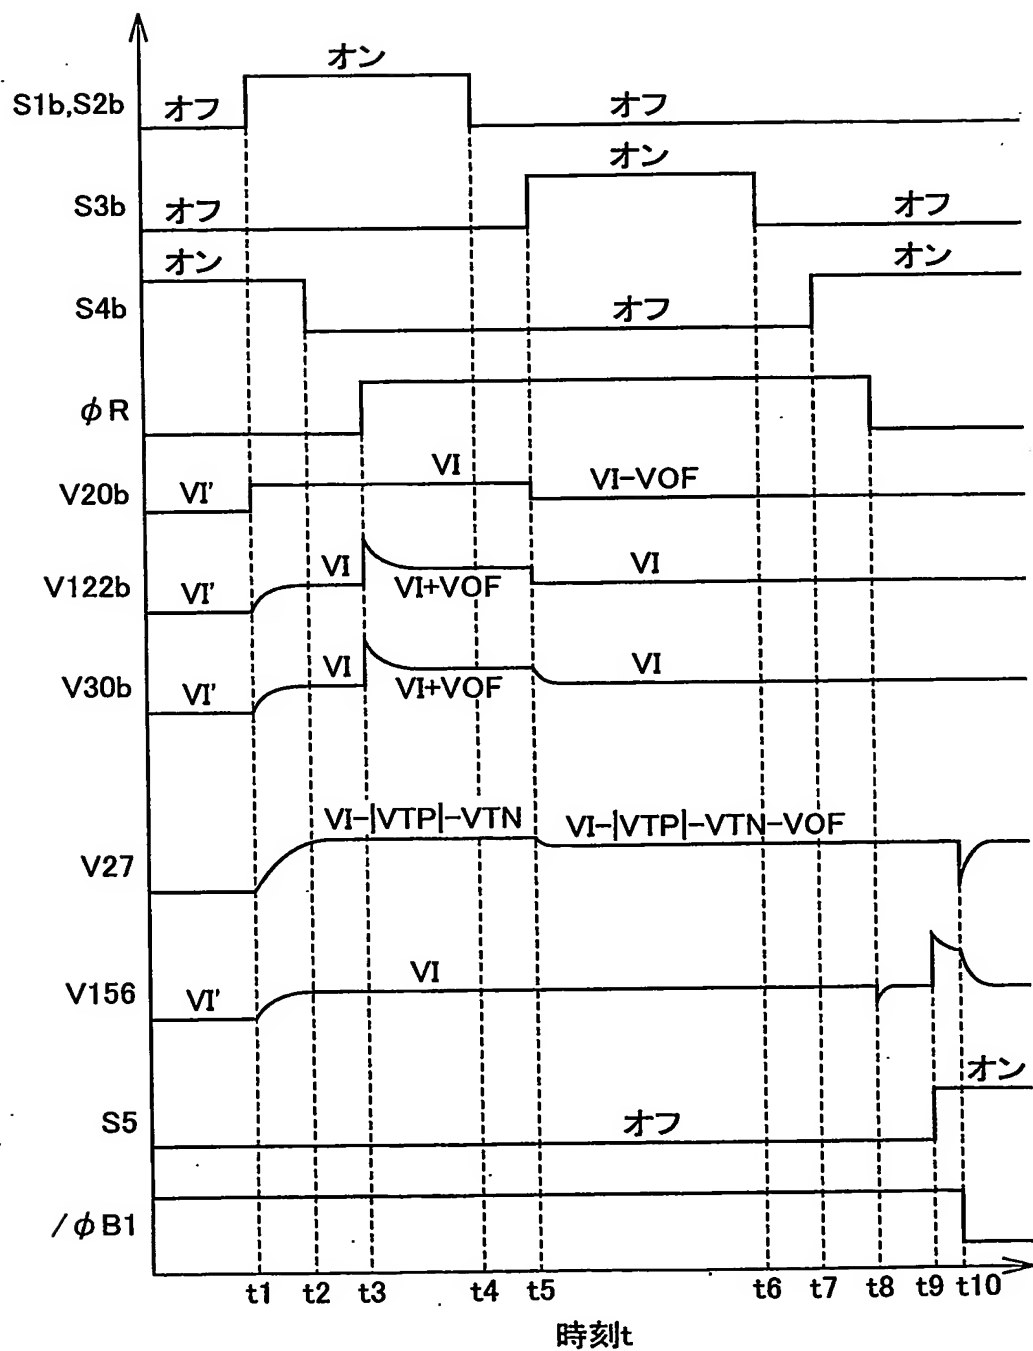 オン
S1b,S2b オフ オフ
オン
S3b オフ オフ
オン オン
S4b オフ
φR
V20b VI' VI VI-VOF
V122b VI' VI VI+VOF VI
V30b VI' VI VI+VOF VI
VI-|VTP|-VTN VI-|VTP|-VTN-VOF
V27
V156 VI' VI
オン
S5 オフ
/φB1
t1 t2 t3 t4 t5 t6 t7 t8 t9 t10
時刻t